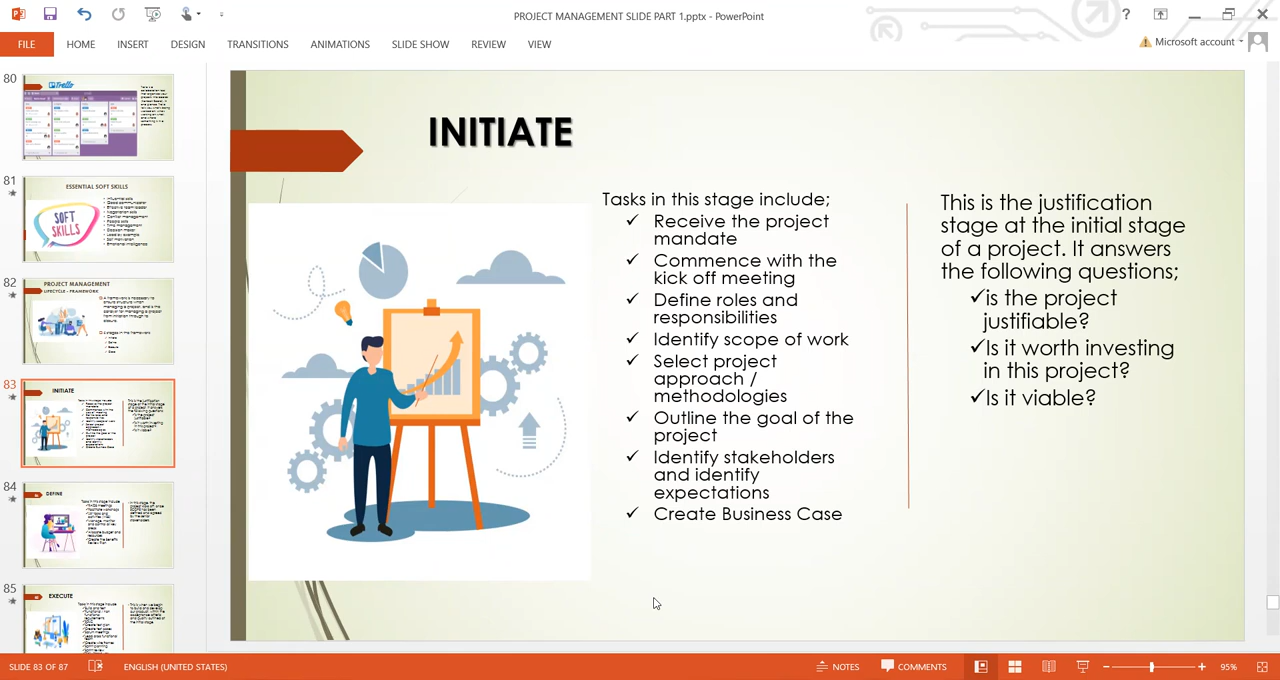 PROJECT MANAGEMENT SLIDE PART 1.pptx - PowerPoint
?
FILE HOME INSERT DESIGN TRANSITIONS ANIMATIONS SLIDE SHOW REVIEW VIEW
Microsoft account
80
Trello
81
ESSENTIAL SOFT SKILLS
SOFT
SKILLS
82
PROJECT MANAGEMENT
LIFECYCLE - FRAMEWORK
83
INITIATE
84
DEFINE
85
EXECUTE
INITIATE
Tasks in this stage include;
✓ Receive the project
mandate
✓ Commence with the
kick off meeting
✓ Define roles and
responsibilities
✓ Identify scope of work
✓ Select project
approach /
methodologies
✓ Outline the goal of the
project
✓ Identify stakeholders
and identify
expectations
✓ Create Business Case
This is the justification
stage at the initial stage
of a project. It answers
the following questions;
✓is the project
justifiable?
✓Is it worth investing
in this project?
✓Is it viable?
SLIDE 83 OF 87 ENGLISH (UNITED STATES) NOTES COMMENTS 95%